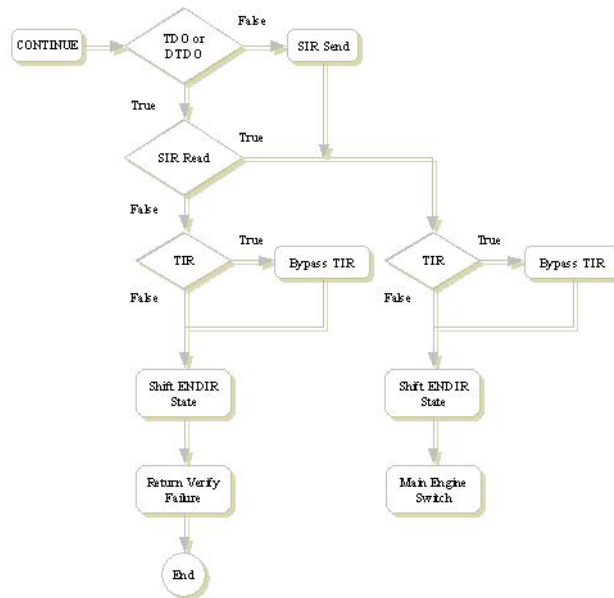 False
CONTINUE
TDO or
DTDO
SIR Send
True
True
SIR Read
False
TIR
True
Bypass TIR
TIR
True
Bypass TIR
False
False
Shift ENDIR
State
Shift ENDIR
State
Return Verify
Failure
Main Engine
Switch
End